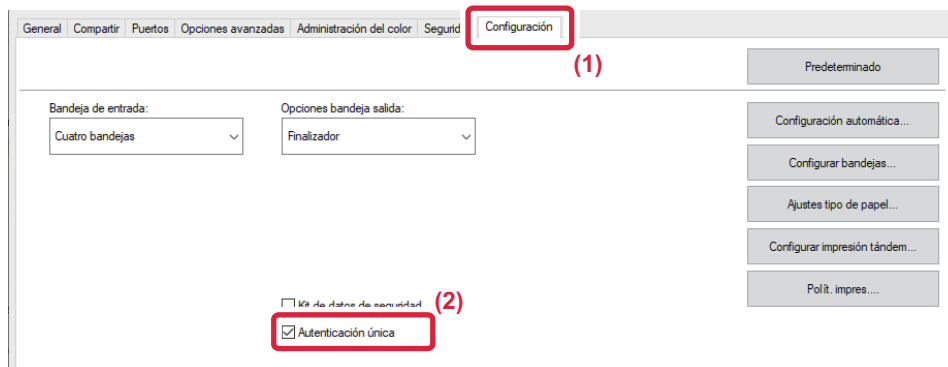 General Compartir Puertos Opciones avanzadas Administración del color Segurid Configuración
(1)
Predeterminado
Bandeja de entrada: Opciones bandeja salida:
Cuatro bandejas Finalizador
Configuración automática...
Configurar bandejas...
Ajustes tipo de papel...
Configurar impresión tándem...
Polít. impres....
Kit de datos de seguridad
(2)
Autenticación única